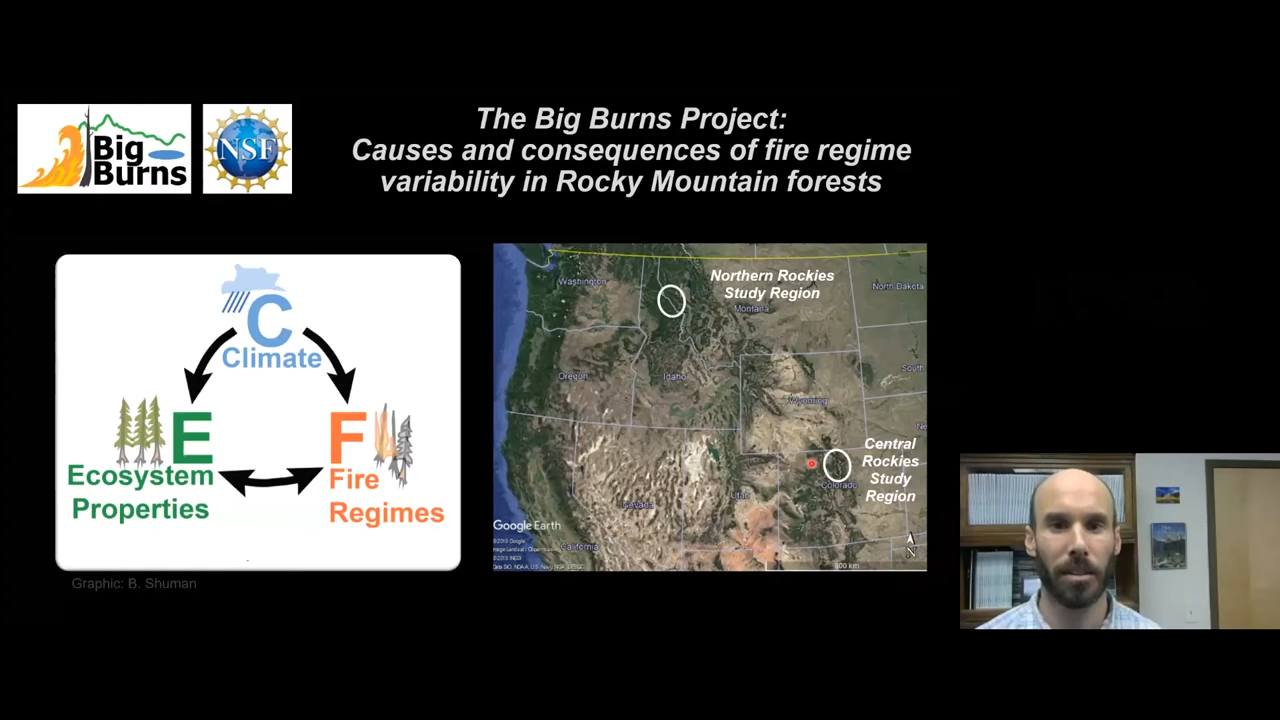 Big
Burns
NSF
The Big Burns Project:
Causes and consequences of fire regime
variability in Rocky Mountain forests
C
Climate
E
Ecosystem
Properties
F
Fire
Regimes
Graphic: B. Shuman
Northern Rockies
Study Region
Washington
Montana
North Dakota
Oregon
Idaho
South
Wyoming
Ne
Central
Rockies
Study
Region
Colorado
Nevada
Utah
California
Google Earth
N